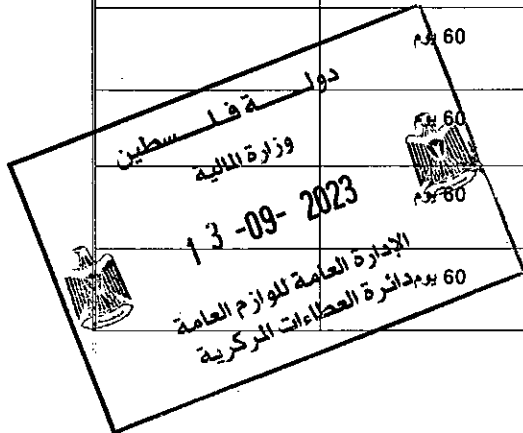 60 يوم
60 يوم
60 يوم
60 يوم
دولـــة فلـــسطين
وزارة المالية
13 -09- 2023
الإدارة العامة للوازم العامة
دائرة العطاءات المركزية